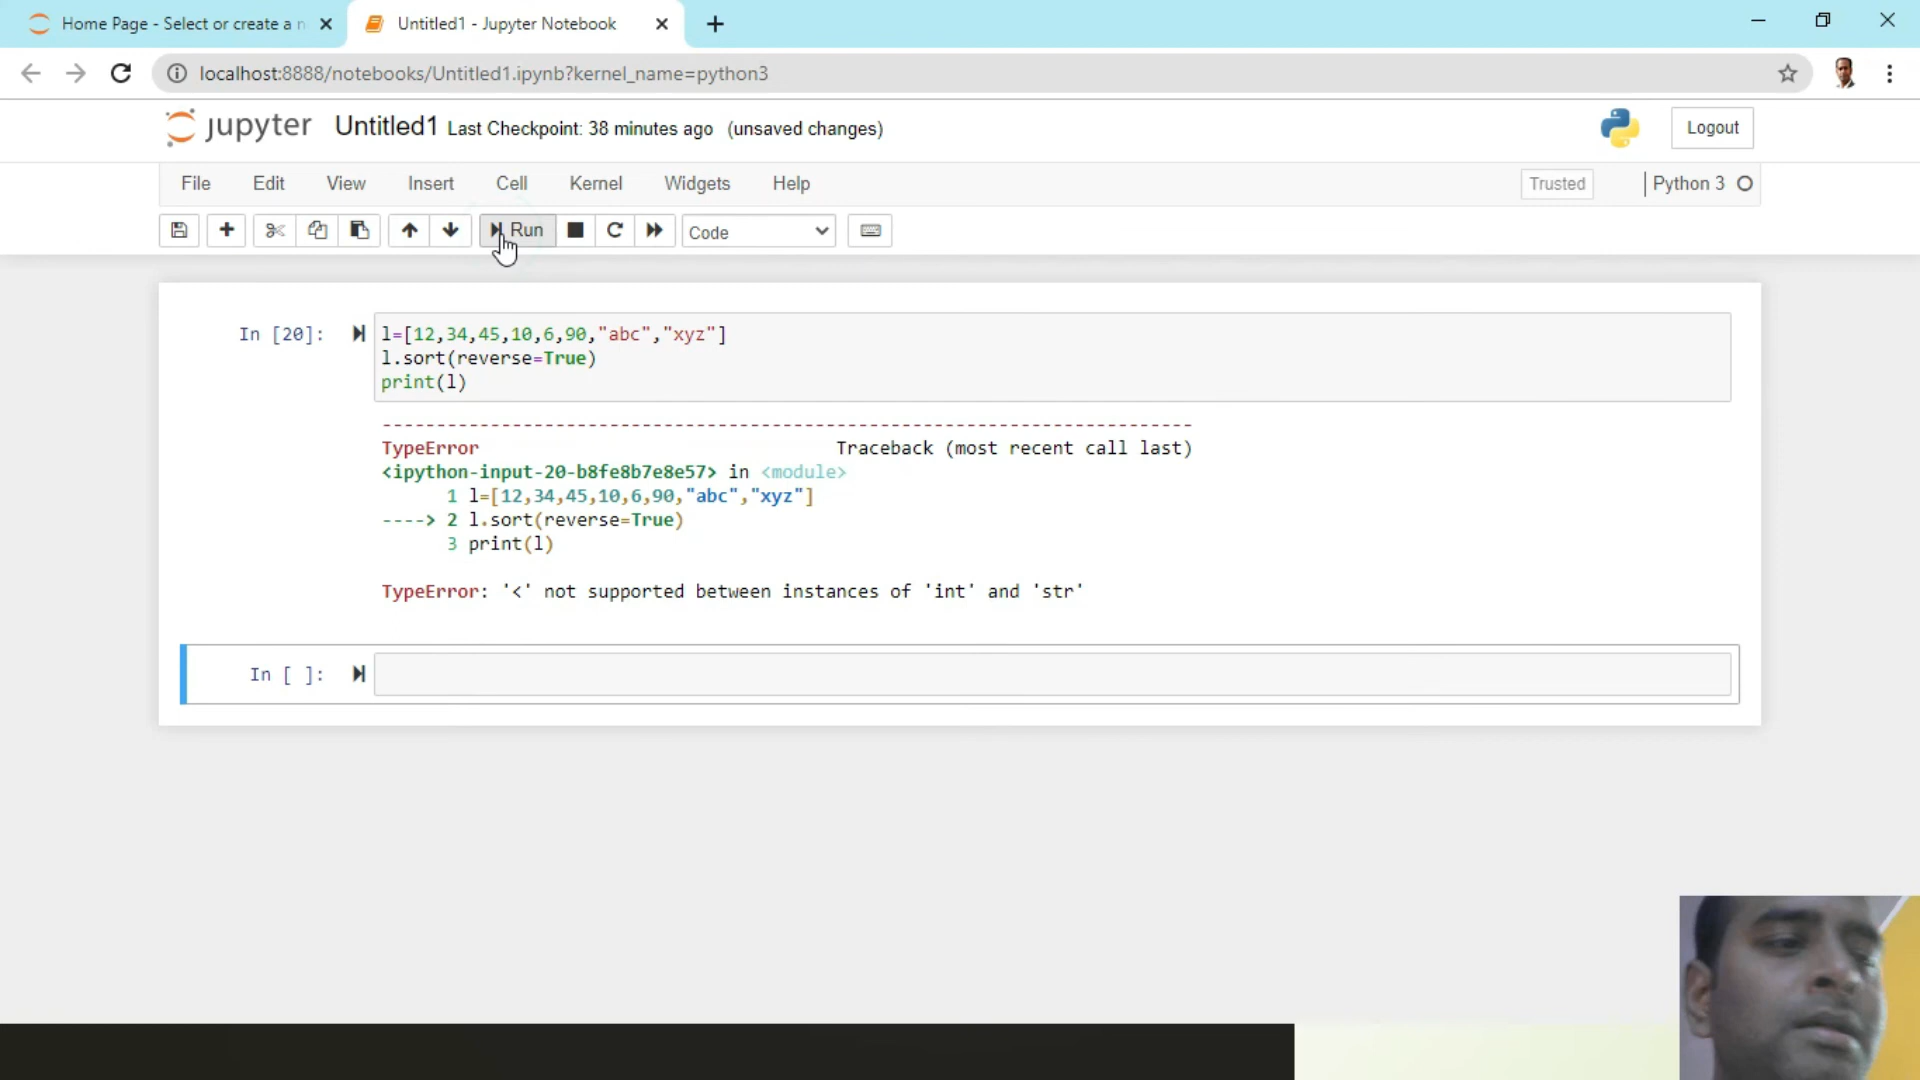 Home Page - Select or create a n
Untitled1 - Jupyter Notebook
localhost:8888/notebooks/Untitled1.ipynb?kernel_name=python3
jupyter Untitled1 Last Checkpoint: 38 minutes ago (unsaved changes)
Logout
File Edit View Insert Cell Kernel Widgets Help
Trusted
Python 3
Run
Code
In [20]:
l=[12,34,45,10,6,90,"abc","xyz"]
l.sort(reverse=True)
print(l)
---------------------------------------------------------------------------
TypeError Traceback (most recent call last)
<ipython-input-20-b8fe8b7e8e57> in <module>
1 l=[12,34,45,10,6,90,"abc","xyz"]
----> 2 l.sort(reverse=True)
3 print(l)
TypeError: '<' not supported between instances of 'int' and 'str'
In [ ]: